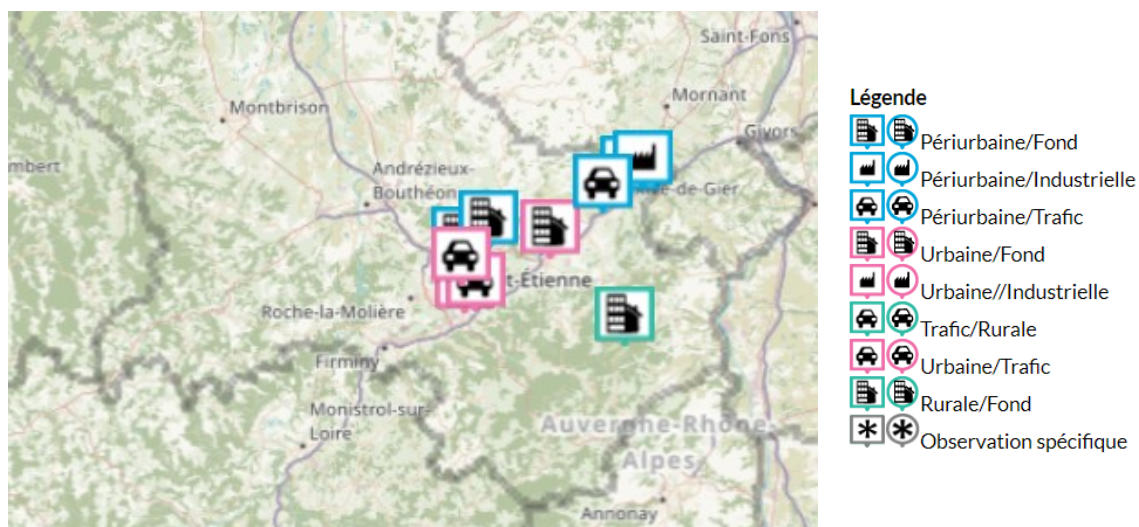 Saint-Fons
Montbrison
Mornant
Givors
mbert
Andrézieux-
Bouthéon
de-Gier
t-Étienne
Roche-la-Molière
Firminy
Monistrol-sur-
Loire
Auvergne-Rhône-
Alpes
Annonay
Légende
Périurbaine/Fond
Périurbaine/Industrielle
Périurbaine/Trafic
Urbaine/Fond
Urbaine//Industrielle
Trafic/Rurale
Urbaine/Trafic
Rurale/Fond
Observation spécifique